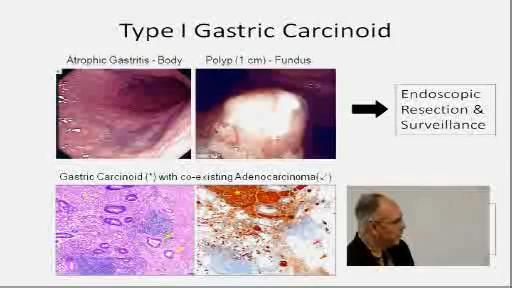 Type I Gastric Carcinoid
Atrophic Gastritis - Body
Polyp (1 cm) - Fundus
Endoscopic
Resection &
Surveillance
Gastric Carcinoid (*) with co-existing Adenocarcinoma(↙)